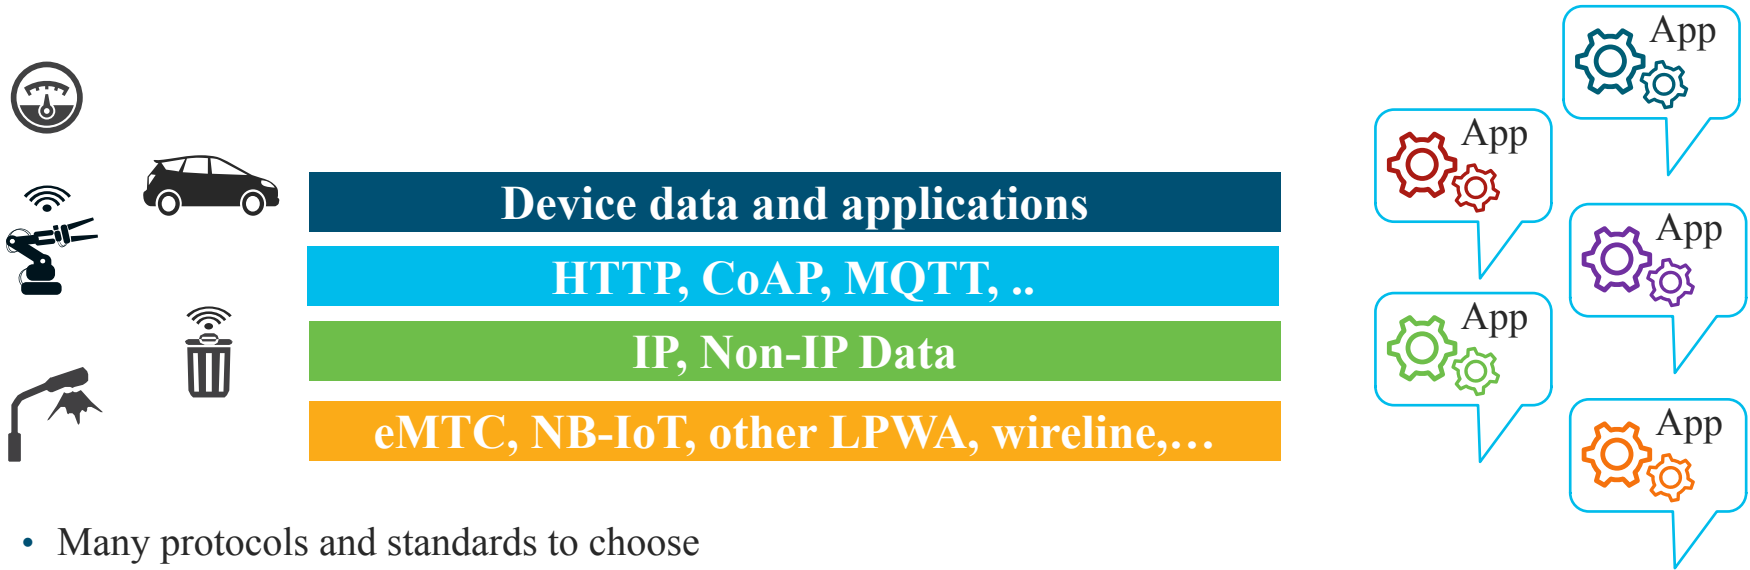 App
App
Device data and applications
App
HTTP, CoAP, MQTT, ..
App
IP, Non-IP Data
eMTC, NB-IoT, other LPWA, wireline,…
App
• Many protocols and standards to choose